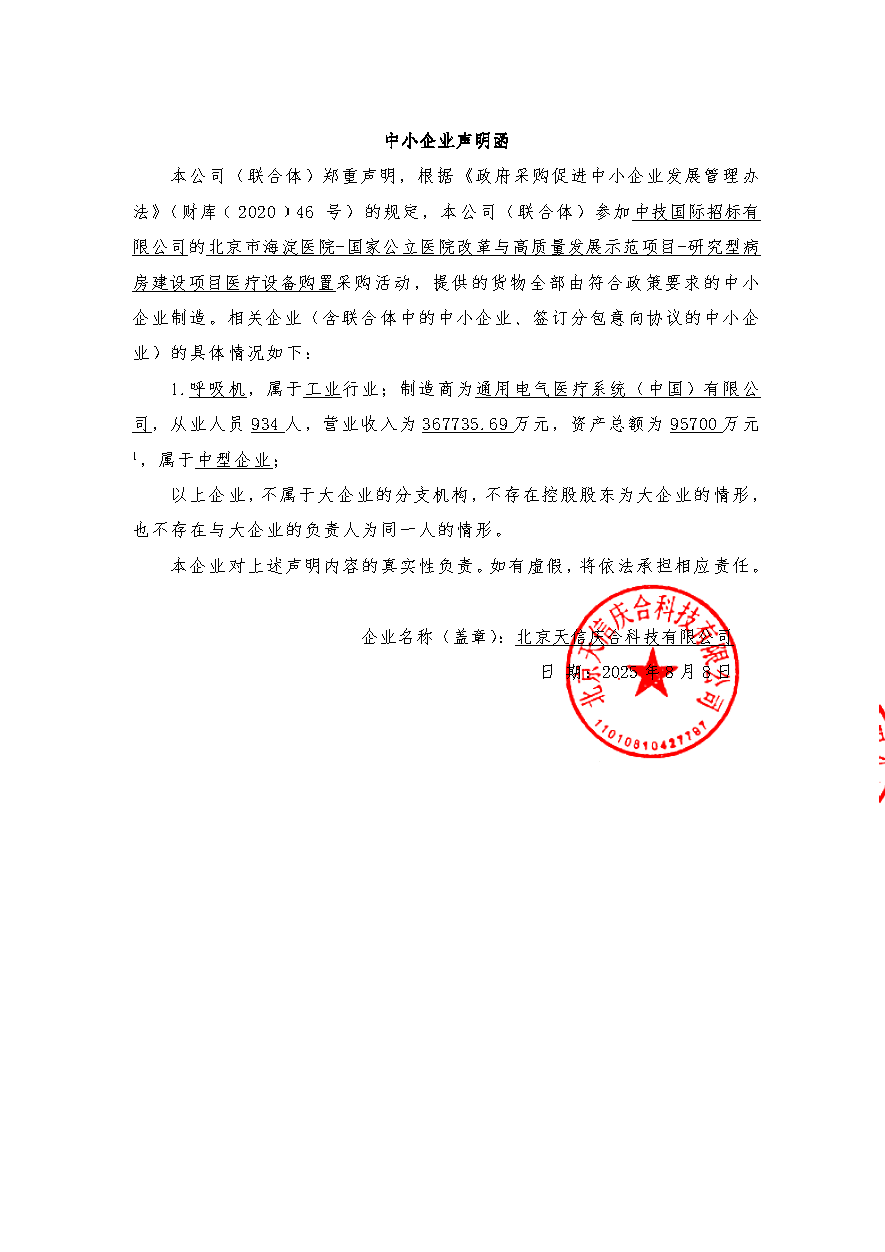 中小企业声明函
本公司（联合体）郑重声明，根据《政府采购促进中小企业发展管理办
法》（财库﹝2020﹞46 号）的规定，本公司（联合体）参加中技国际招标有
限公司的北京市海淀医院-国家公立医院改革与高质量发展示范项目-研究型病
房建设项目医疗设备购置采购活动，提供的货物全部由符合政策要求的中小
企业制造。相关企业（含联合体中的中小企业、签订分包意向协议的中小企
业）的具体情况如下：
1.呼吸机，属于工业行业；制造商为通用电气医疗系统（中国）有限公
司，从业人员 934 人，营业收入为 367735.69 万元，资产总额为 95700 万元
1，属于中型企业；
以上企业，不属于大企业的分支机构，不存在控股股东为大企业的情形，
也不存在与大企业的负责人为同一人的情形。
本企业对上述声明内容的真实性负责。如有虚假，将依法承担相应责任。
企业名称（盖章）：北京天信庆合科技有限公司
日 期：2025 年 8 月 8 日
北京天信庆合科技有限公司
11010810427787